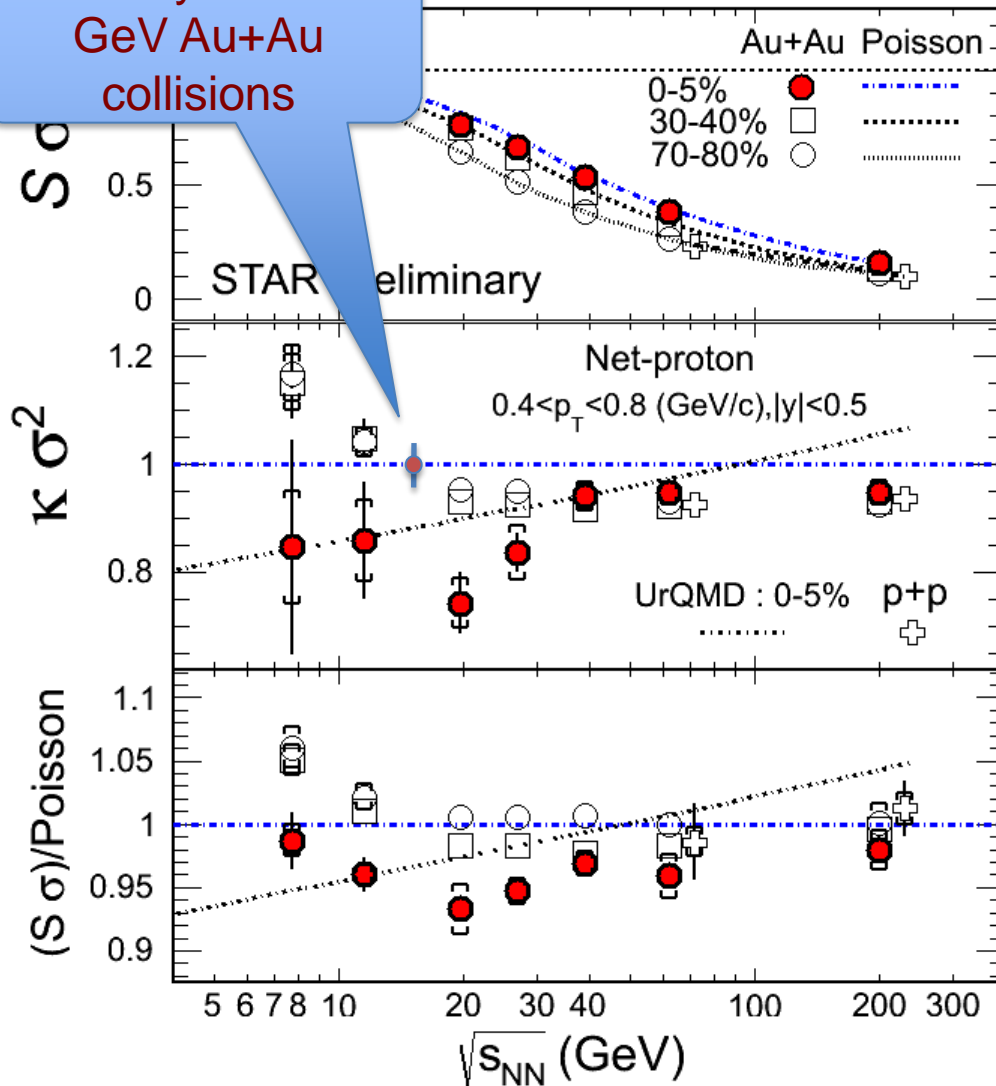 GeV Au+Au
collisions
Au+Au Poisson
0-5%
30-40%
70-80%
S σ
0.5
0
STAR
eliminary
1.2
1
0.8
κ σ²
Net-proton
0.4<p_T<0.8 (GeV/c),|y|<0.5
UrQMD : 0-5% p+p
1.1
1.05
1
0.95
0.9
(S σ)/Poisson
5 6 7 8 10 20 30 40 100 200 300
√s_NN (GeV)